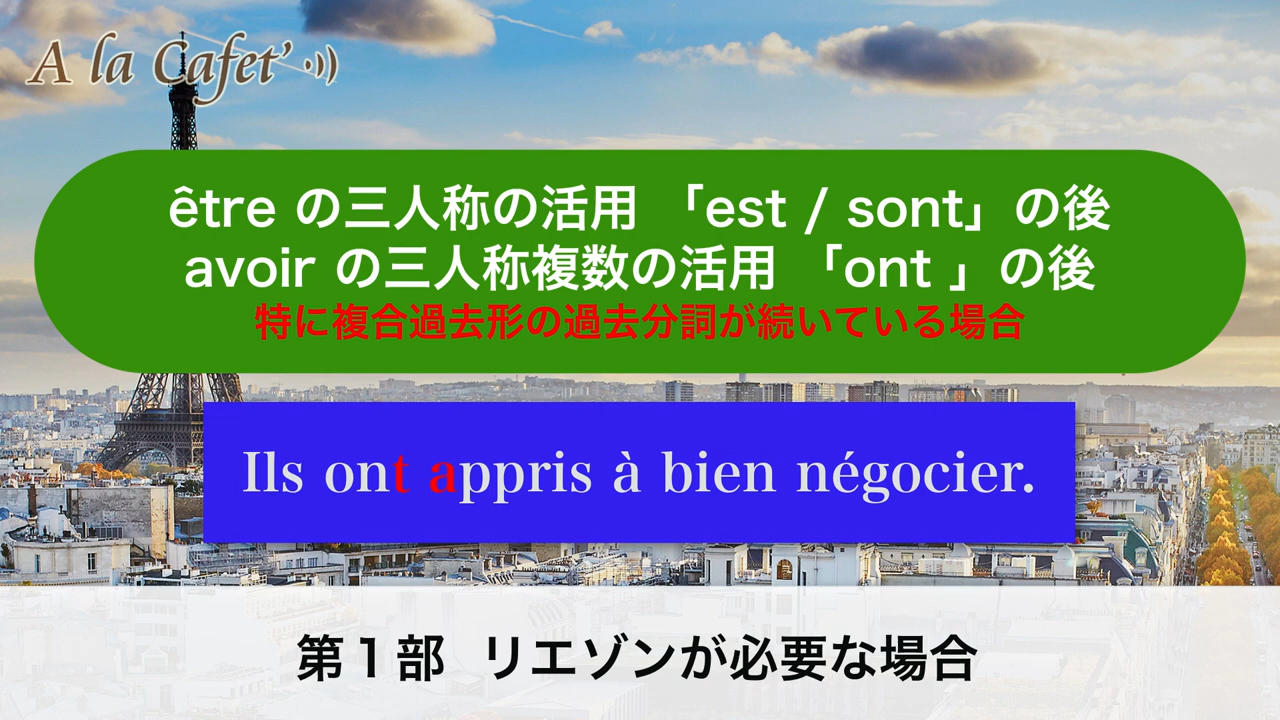 A la Cafet'
être の三人称の活用 「est / sont」の後
avoir の三人称複数の活用 「ont 」の後
特に複合過去形の過去分詞が続いている場合
Ils ont appris à bien négocier.
第１部 リエゾンが必要な場合